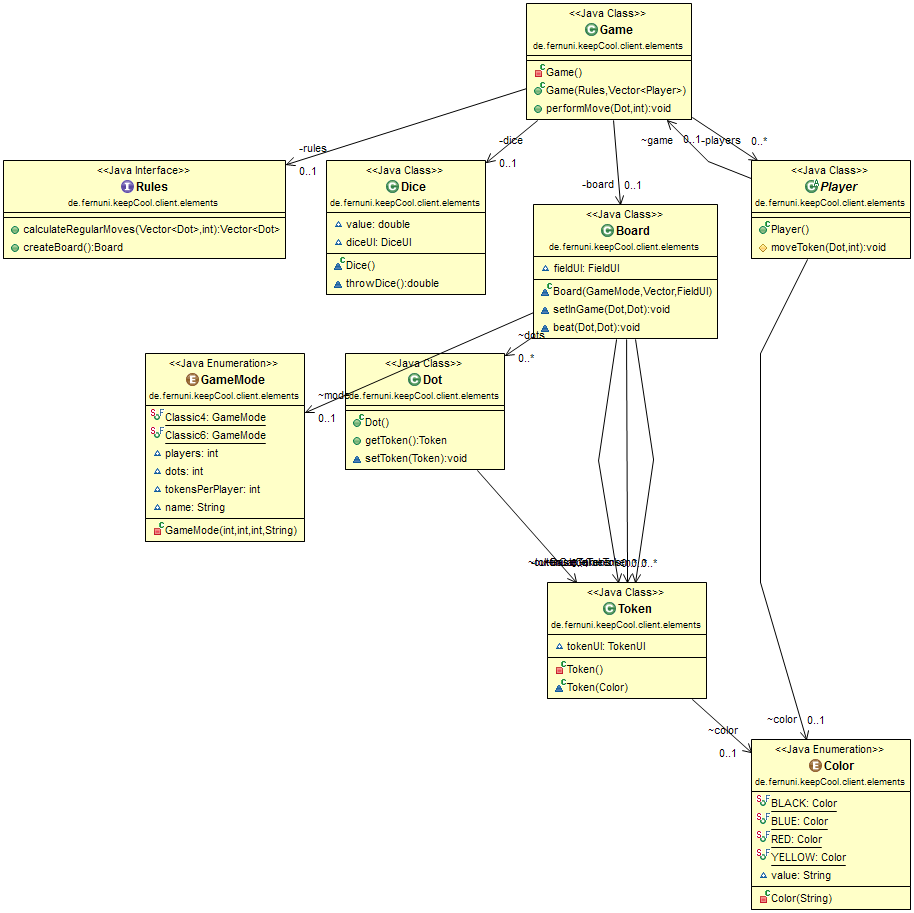 <<Java Class>>
Game
de.fernuni.keepCool.client.elements
Game()
Game(Rules,Vector<Player>)
performMove(Dot,int):void
-rules
0..1
-dice
0..1
-board
0..1
~game
0..1
-players
0..*
<<Java Interface>>
Rules
de.fernuni.keepCool.client.elements
calculateRegularMoves(Vector<Dot>,int):Vector<Dot>
createBoard():Board
<<Java Class>>
Dice
de.fernuni.keepCool.client.elements
value: double
diceUI: DiceUI
Dice()
throwDice():double
<<Java Class>>
Board
de.fernuni.keepCool.client.elements
fieldUI: FieldUI
Board(GameMode,Vector,FieldUI)
setInGame(Dot,Dot):void
beat(Dot,Dot):void
<<Java Class>>
Player
de.fernuni.keepCool.client.elements
Player()
moveToken(Dot,int):void
~dots
0..*
~mode
0..1
<<Java Enumeration>>
GameMode
de.fernuni.keepCool.client.elements
Classic4: GameMode
Classic6: GameMode
players: int
dots: int
tokensPerPlayer: int
name: String
GameMode(int,int,int,String)
<<Java Class>>
Dot
de.fernuni.keepCool.client.elements
Dot()
getToken():Token
setToken(Token):void
0..*
<<Java Class>>
Token
de.fernuni.keepCool.client.elements
tokenUI: TokenUI
Token()
Token(Color)
~color
0..1
~color
0..1
<<Java Enumeration>>
Color
de.fernuni.keepCool.client.elements
BLACK: Color
BLUE: Color
RED: Color
YELLOW: Color
value: String
Color(String)